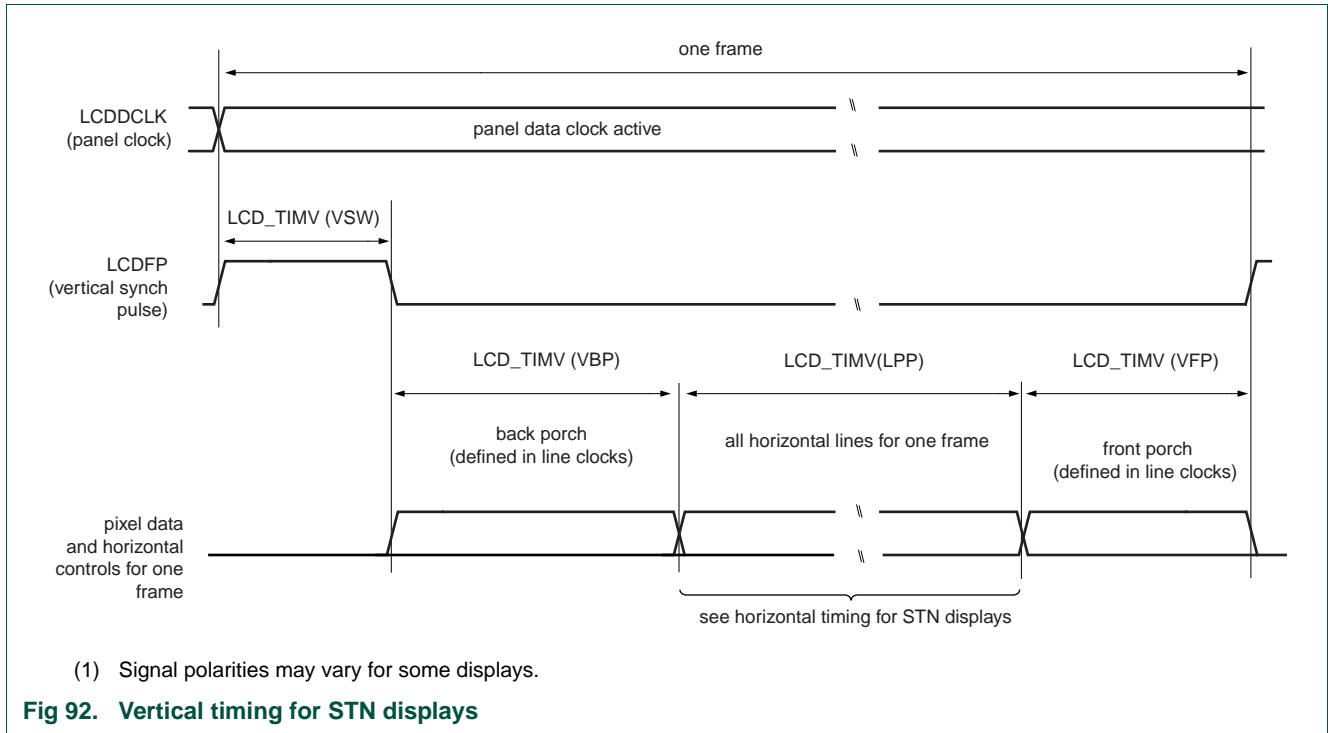 one frame
LCDDCLK
(panel clock)
panel data clock active
LCD_TIMV (VSW)
LCDFP
(vertical synch
pulse)
LCD_TIMV (VBP)
LCD_TIMV(LPP)
LCD_TIMV (VFP)
back porch
(defined in line clocks)
all horizontal lines for one frame
front porch
(defined in line clocks)
pixel data
and horizontal
controls for one
frame
see horizontal timing for STN displays
(1) Signal polarities may vary for some displays.
Fig 92. Vertical timing for STN displays